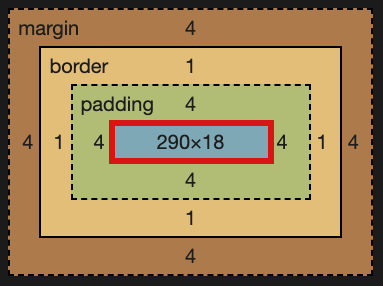 margin 4
border 1
padding 4
4 1 4 290×18 4 1 4
4
1
4